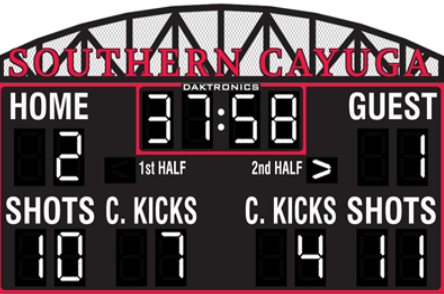 SOUTHERN CAYUGA
DAKTRONICS
HOME 37:58 GUEST
2 1st HALF 2nd HALF > 1
SHOTS C. KICKS C. KICKS SHOTS
10 7 4 11